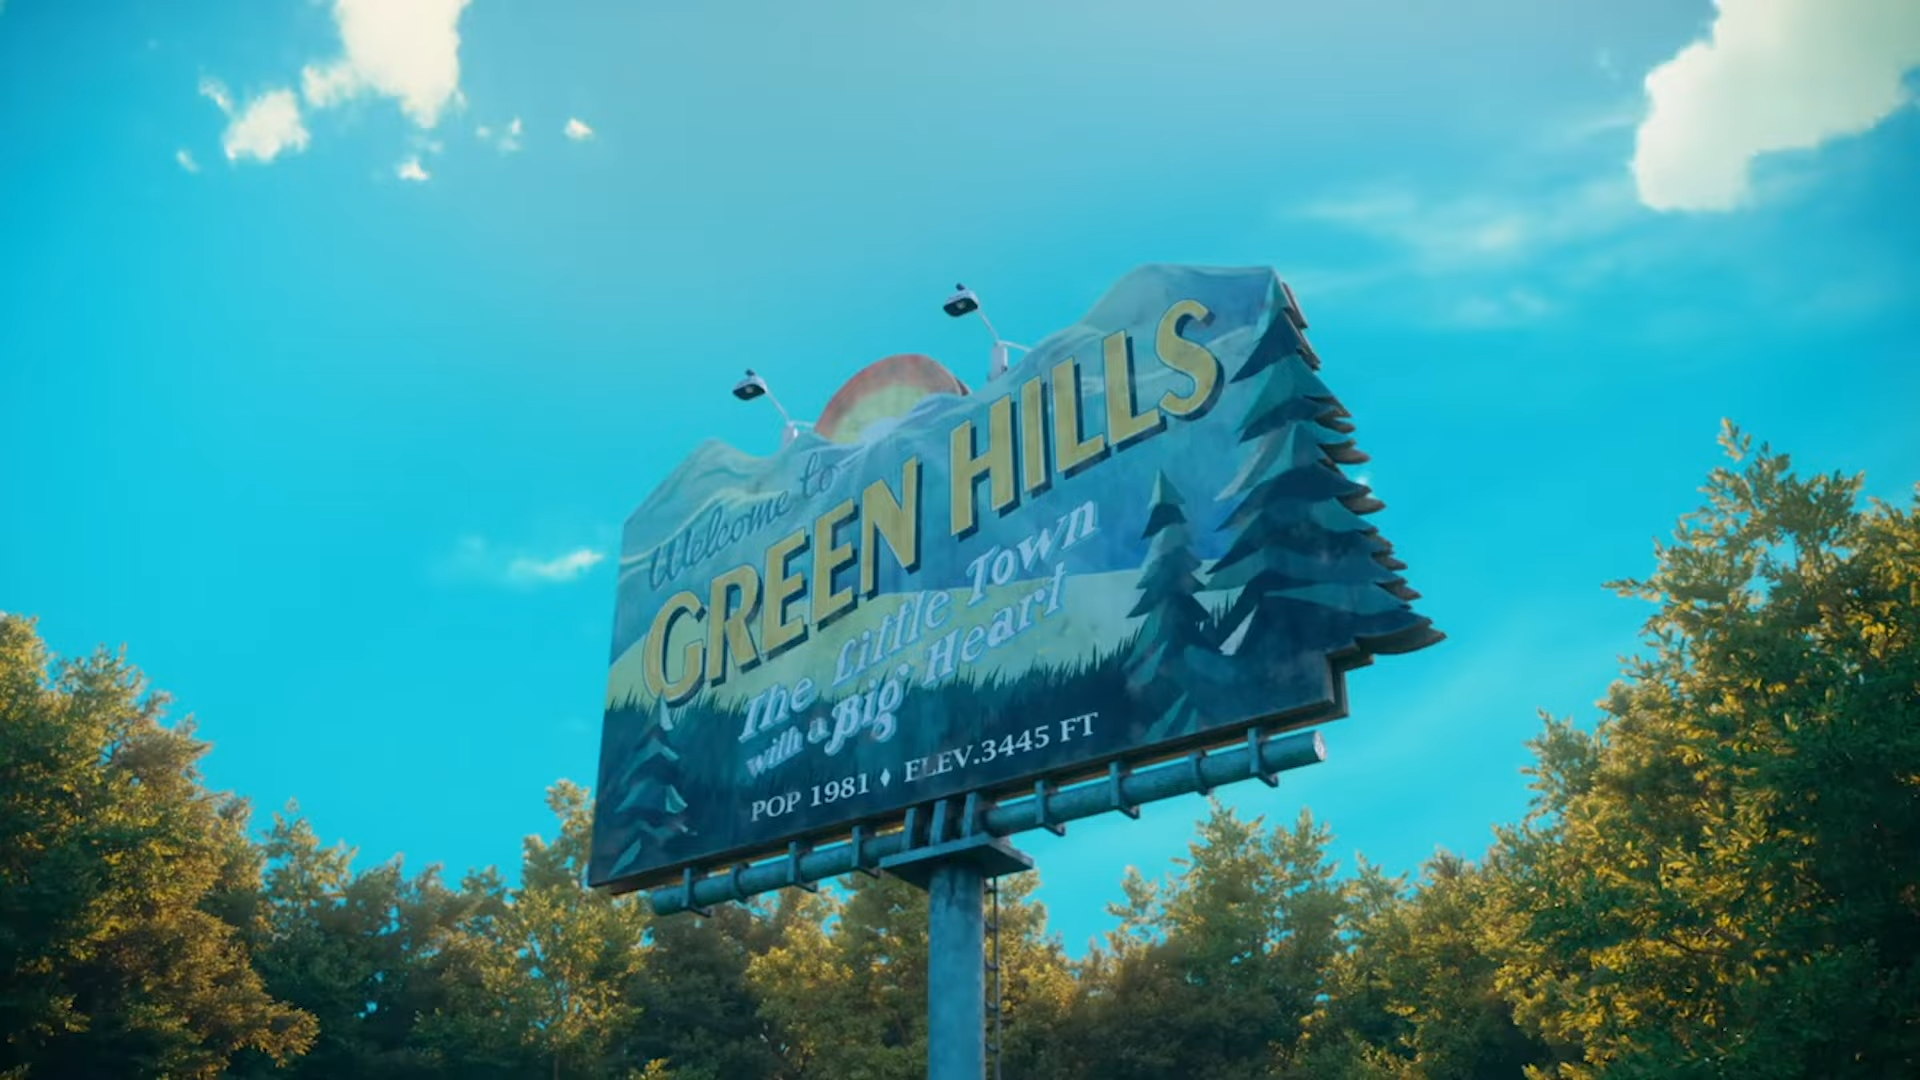 Welcome to
GREEN HILLS
The Little Town
with a Big Heart
POP 1981 ♦ ELEV.3445 FT